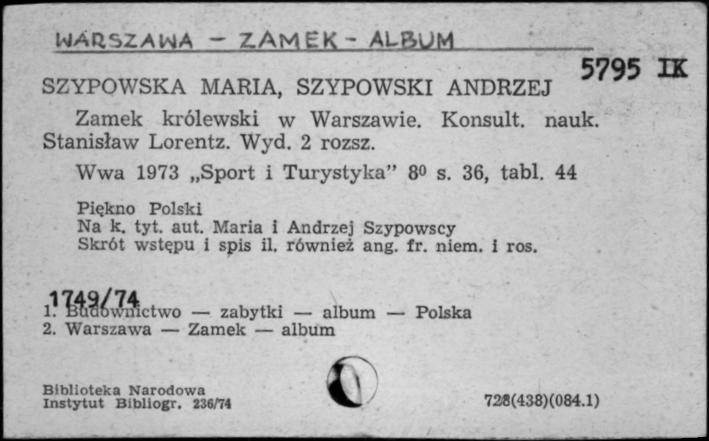 WARSZAWA - ZAMEK - ALBUM
5795 IK
SZYPOWSKA MARIA, SZYPOWSKI ANDRZEJ
Zamek królewski w Warszawie. Konsult. nauk.
Stanisław Lorentz. Wyd. 2 rozsz.
Wwa 1973 „Sport i Turystyka” 8⁰ s. 36, tabl. 44
Piękno Polski
Na k. tyt. aut. Maria i Andrzej Szypowscy
Skrót wstępu i spis il. również ang. fr. niem. i ros.
1749/74
1. Budownictwo — zabytki — album — Polska
2. Warszawa — Zamek — album
Biblioteka Narodowa
Instytut Bibliogr. 236/74
728(438)(084.1)